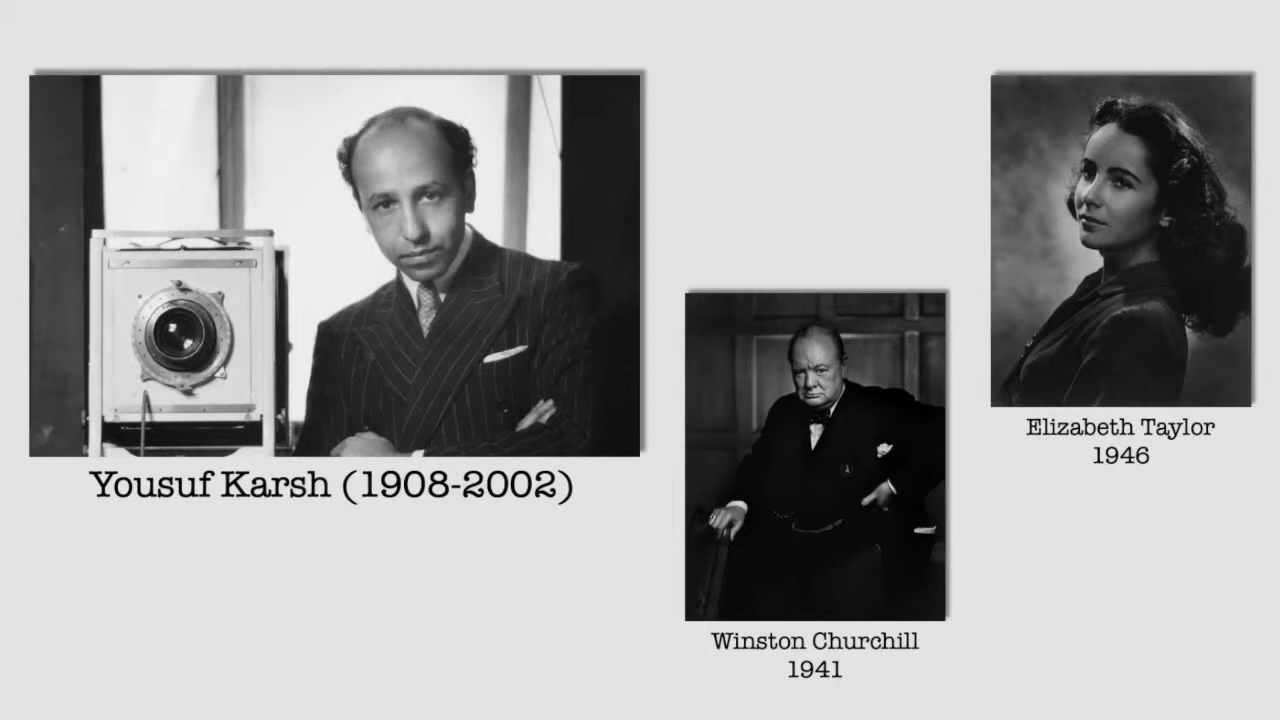 Yousuf Karsh (1908-2002)
Winston Churchill
1941
Elizabeth Taylor
1946